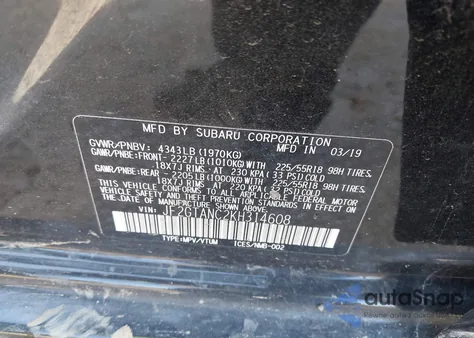 MFD BY SUBARU CORPORATION
GVWR/PNBV: 4343LB (1970KG) MFD IN 03/19
GAWR/PNBE: FRONT- 2227LB (1010KG) WITH 225/55R18 98H TIRES,
18X7J RIMS, AT 230 KPA (33 PSI) COLD
GAWR/PNBE: REAR - 2205LB (1000KG) WITH 225/55R18 98H TIRES,
18X7J RIMS, AT 220 KPA (32 PSI) COLD
THIS VEHICLE CONFORMS TO ALL APPLICABLE FEDERAL MOTOR VEHICLE SAFETY
STANDARDS IN EFFECT ON THE DATE OF MANUFACTURE SHOWN ABOVE.
JF2GTANC2KH314608
TYPE:MPV/VTUM ICES/NMB-002
autoSnap